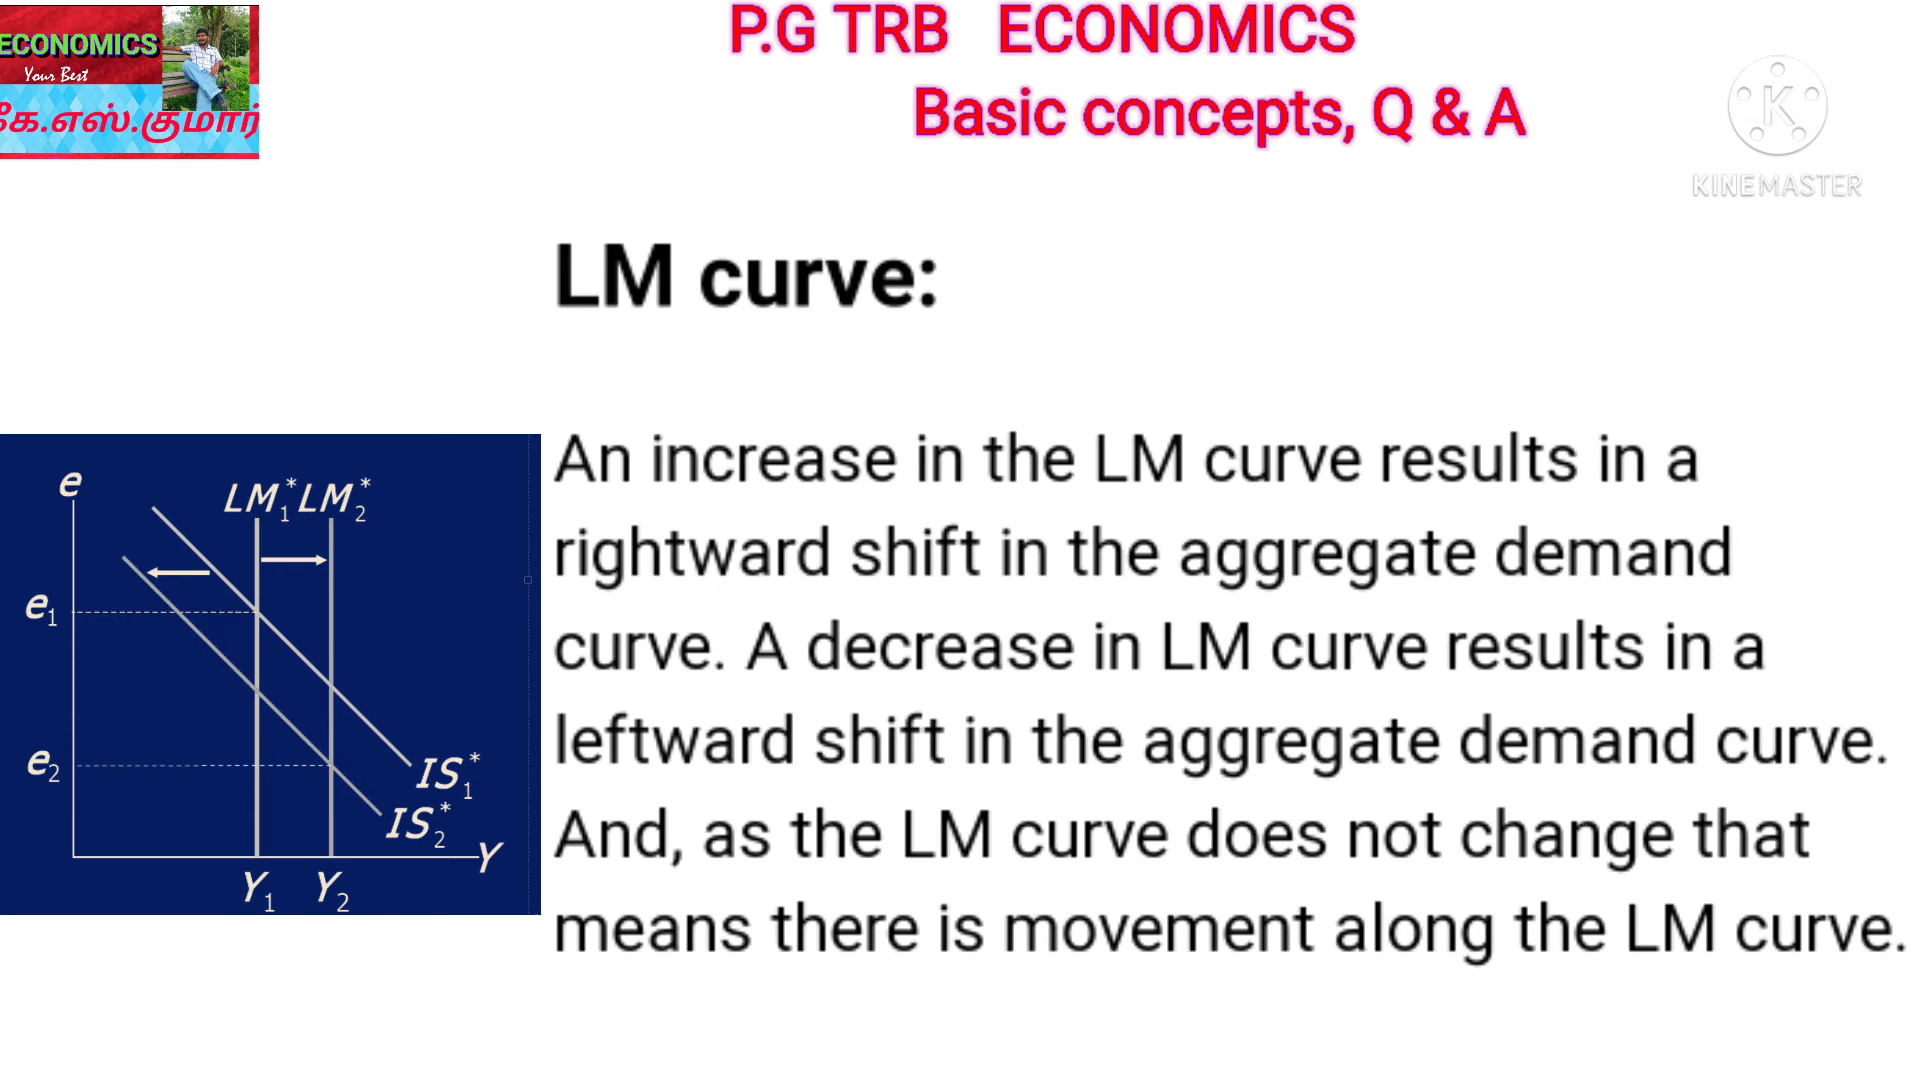 P.G TRB ECONOMICS
Basic concepts, Q & A
ECONOMICS
Your Best
கே.எஸ்.குமார்
K
KINEMASTER
LM curve:
An increase in the LM curve results in a
rightward shift in the aggregate demand
curve. A decrease in LM curve results in a
leftward shift in the aggregate demand curve.
And, as the LM curve does not change that
means there is movement along the LM curve.
e
LM*1 LM*2
e1
e2
IS*1
IS*2
Y
Y1 Y2